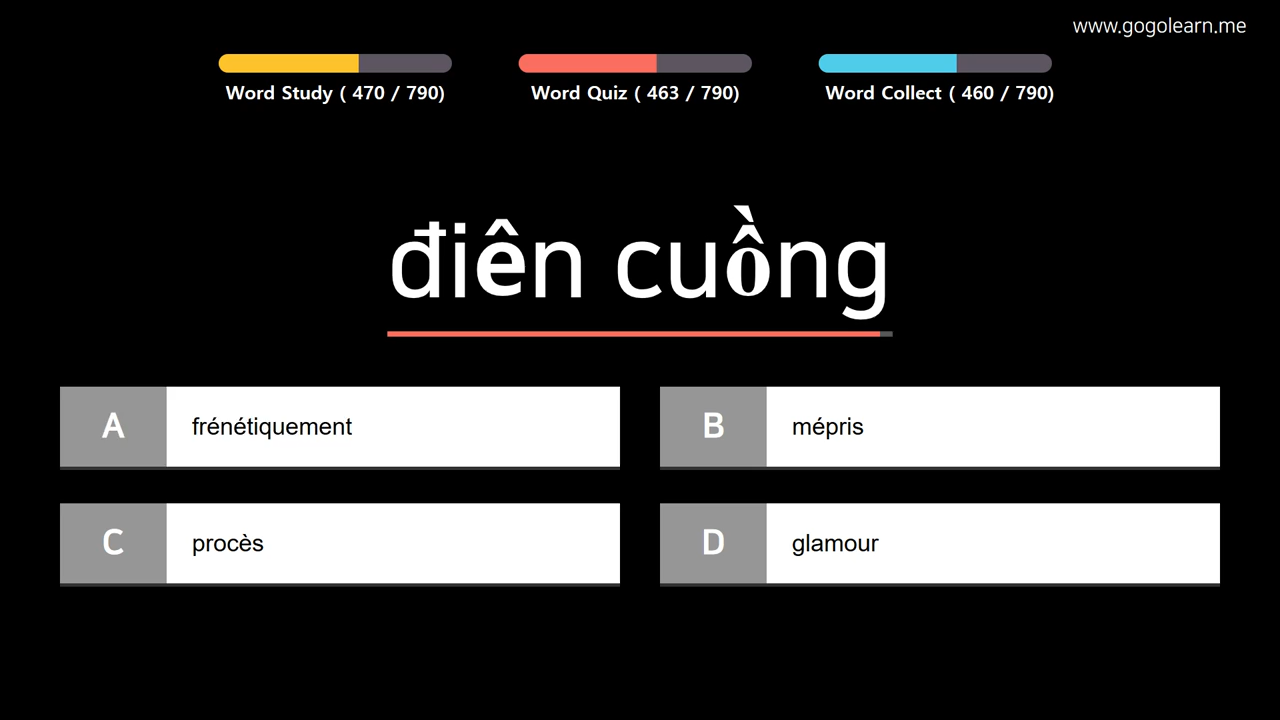 www.gogolearn.me
Word Study ( 470 / 790)
Word Quiz ( 463 / 790)
Word Collect ( 460 / 790)
điên cuồng
A frénétiquement
B mépris
C procès
D glamour